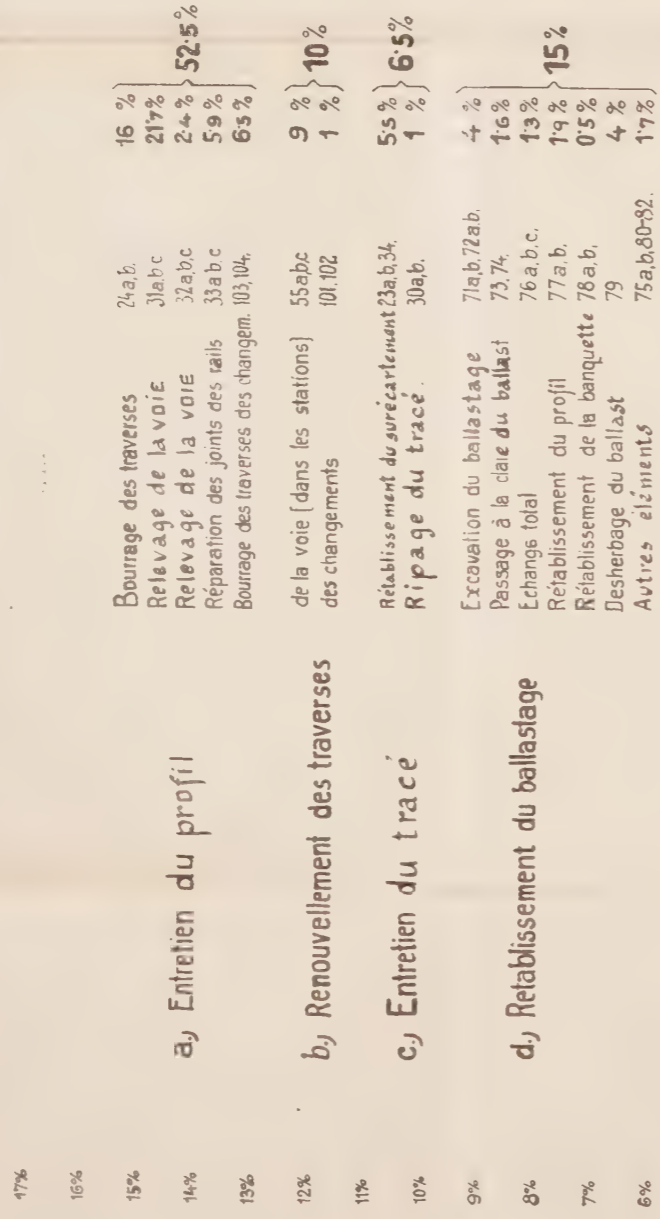 17%
16%
15%
14%
13%
12%
11%
10%
9%
8%
7%
6%
a.) Entretien du profil
Bourrage des traverses 24a,b. 16 %
Relevage de la voie 31a,b c 21·7%
Relevage de la voie 32a,b,c 2·4% 52·5%
Réparation des joints des rails 33a b.c 5·9%
Bourrage des traverses des changem. 103,104. 6·5%
b.) Renouvellement des traverses
de la voie (dans les stations) 55a,b,c 9 %
des changements 101.102 1 % 10%
c.) Entretien du tracé
Rétablissement du surécartement 23a,b,34. 5·5%
Ripage du tracé. 30a,b. 1 % 6·5%
d.) Retablissement du ballastage
Excavation du ballastage 71a,b,72a.b. 4 %
Passage à la claie du ballast 73,74. 1·6%
Echange total 76a,b,c. 1·3%
Rétablissement du profil 77a,b. 1·9% 15%
Rétablissement de la banquette 78a,b, 0·5%
Desherbage du ballast 79 4 %
Autres eléments 75a,b,80-82. 1·7%